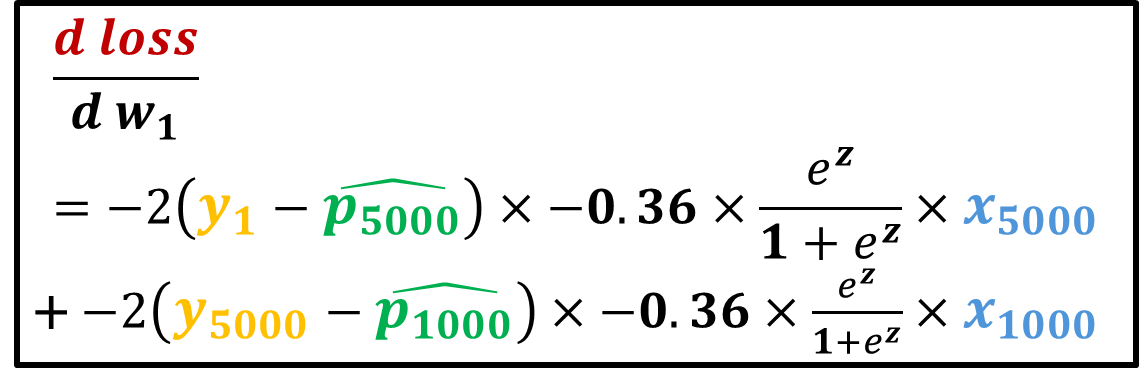 d loss
d w₁
= −2(y₁ − p̂₅₀₀₀) × −0.36 × e^z / 1 + e^z × x₅₀₀₀
+ −2(y₅₀₀₀ − p̂₁₀₀₀) × −0.36 × e^z / 1+e^z × x₁₀₀₀